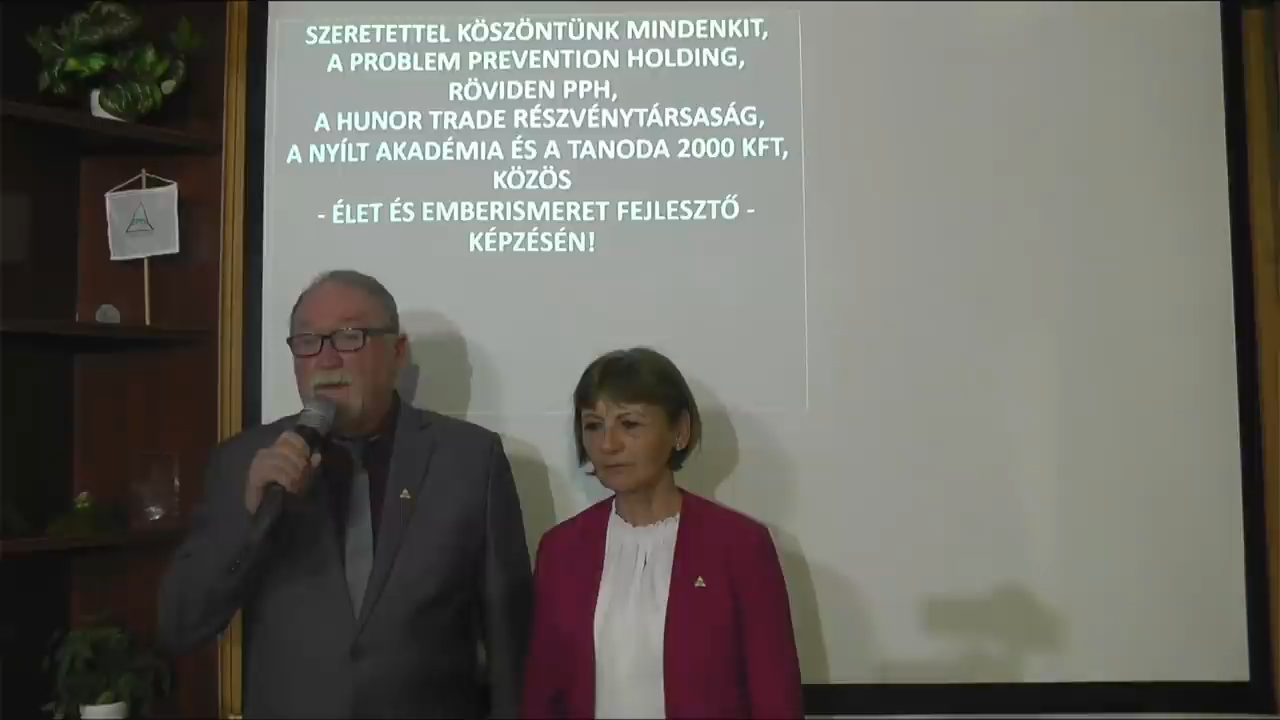 SZERETETTEL KÖSZÖNTÜNK MINDENKIT,
A PROBLEM PREVENTION HOLDING,
RÖVIDEN PPH,
A HUNOR TRADE RÉSZVÉNYTÁRSASÁG,
A NYÍLT AKADÉMIA ÉS A TANODA 2000 KFT,
KÖZÖS
- ÉLET ÉS EMBERISMERET FEJLESZTŐ -
KÉPZÉSÉN!